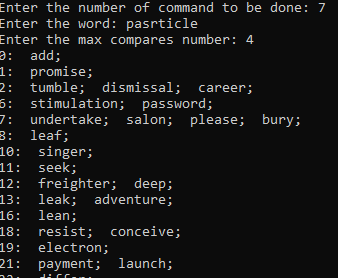 Enter the number of command to be done: 7
Enter the word: pasrticle
Enter the max compares number: 4
0:  add;
1:  promise;
2:  tumble;  dismissal;  career;
6:  stimulation;  password;
7:  undertake;  salon;  please;  bury;
8:  leaf;
10:  singer;
11:  seek;
12:  freighter;  deep;
13:  leak;  adventure;
16:  lean;
18:  resist;  conceive;
19:  electron;
21:  payment;  launch;